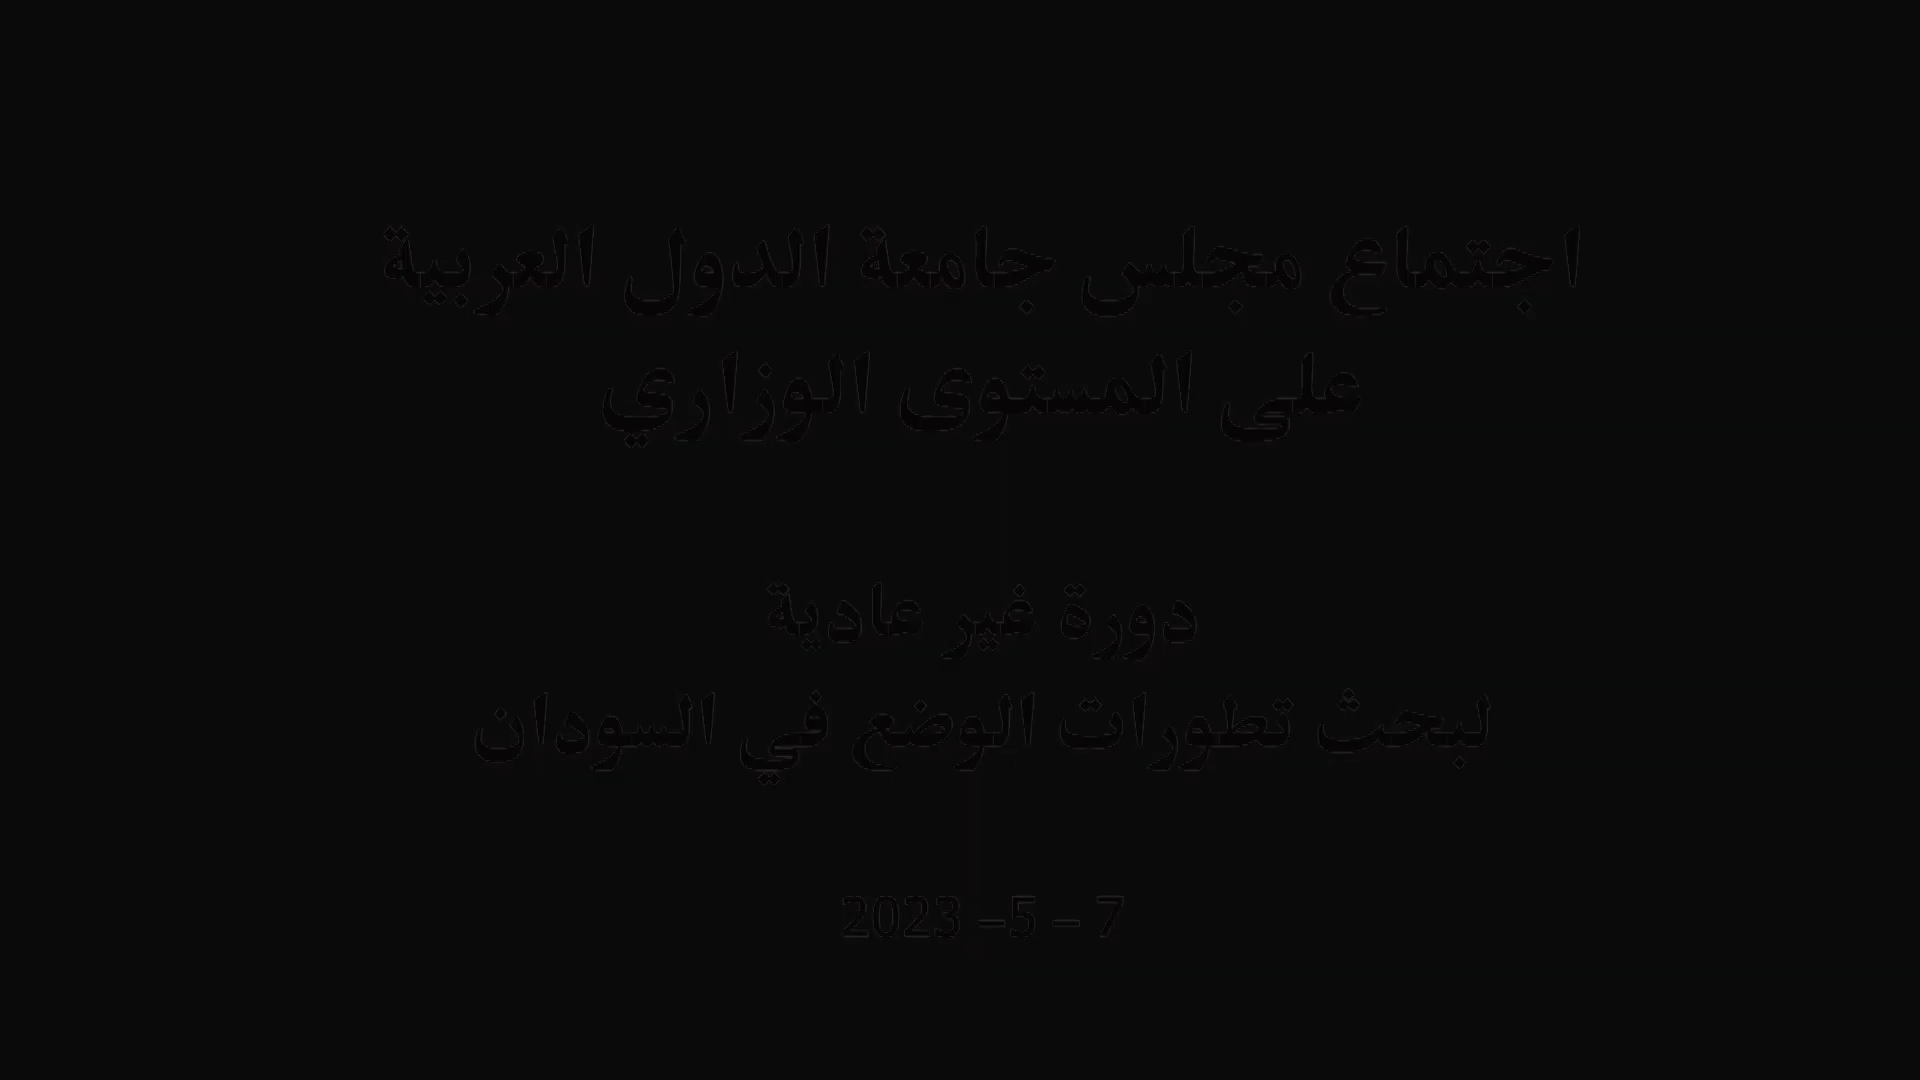 اجتماع مجلس جامعة الدول العربية
على المستوى الوزاري
دورة غير عادية
لبحث تطورات الوضع في السودان
7 – 5– 2023